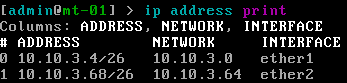 [admin@mt-01] > ip address print
Columns: ADDRESS, NETWORK, INTERFACE
# ADDRESS NETWORK INTERFACE
0 10.10.3.4/26 10.10.3.0 ether1
1 10.10.3.68/26 10.10.3.64 ether2